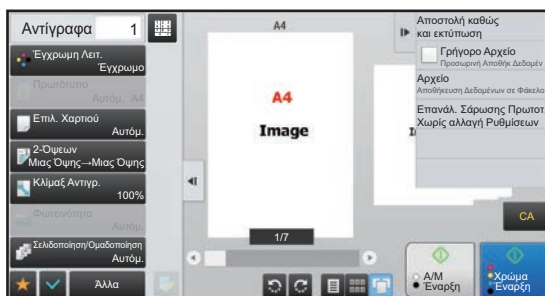 Αντίγραφα 1
Έγχρωμη Λειτ.
Έγχρωμο
Πρωτότυπο
Αυτόμ. A4
Επιλ. Χαρτιού
Αυτόμ.
2-Όψεων
Μιας Όψης→Μιας Όψης
Κλίμαξ Αντιγρ.
100%
Φωτεινότητα
Αυτόμ.
Σελιδοποίηση/Ομαδοποίηση
Αυτόμ.
Άλλα
A4
A4
Image
1/7
Αποστολή καθώς
και εκτύπωση
Γρήγορο Αρχείο
Προσωρινή Αποθήκ Δεδομέν
Αρχείο
Αποθήκευση Δεδομένων σε Φάκελο
Επανάλ. Σάρωσης Πρωτοτ
Χωρίς αλλαγή Ρυθμίσεων
CA
Α/Μ
Έναρξη
Χρώμα
Έναρξη